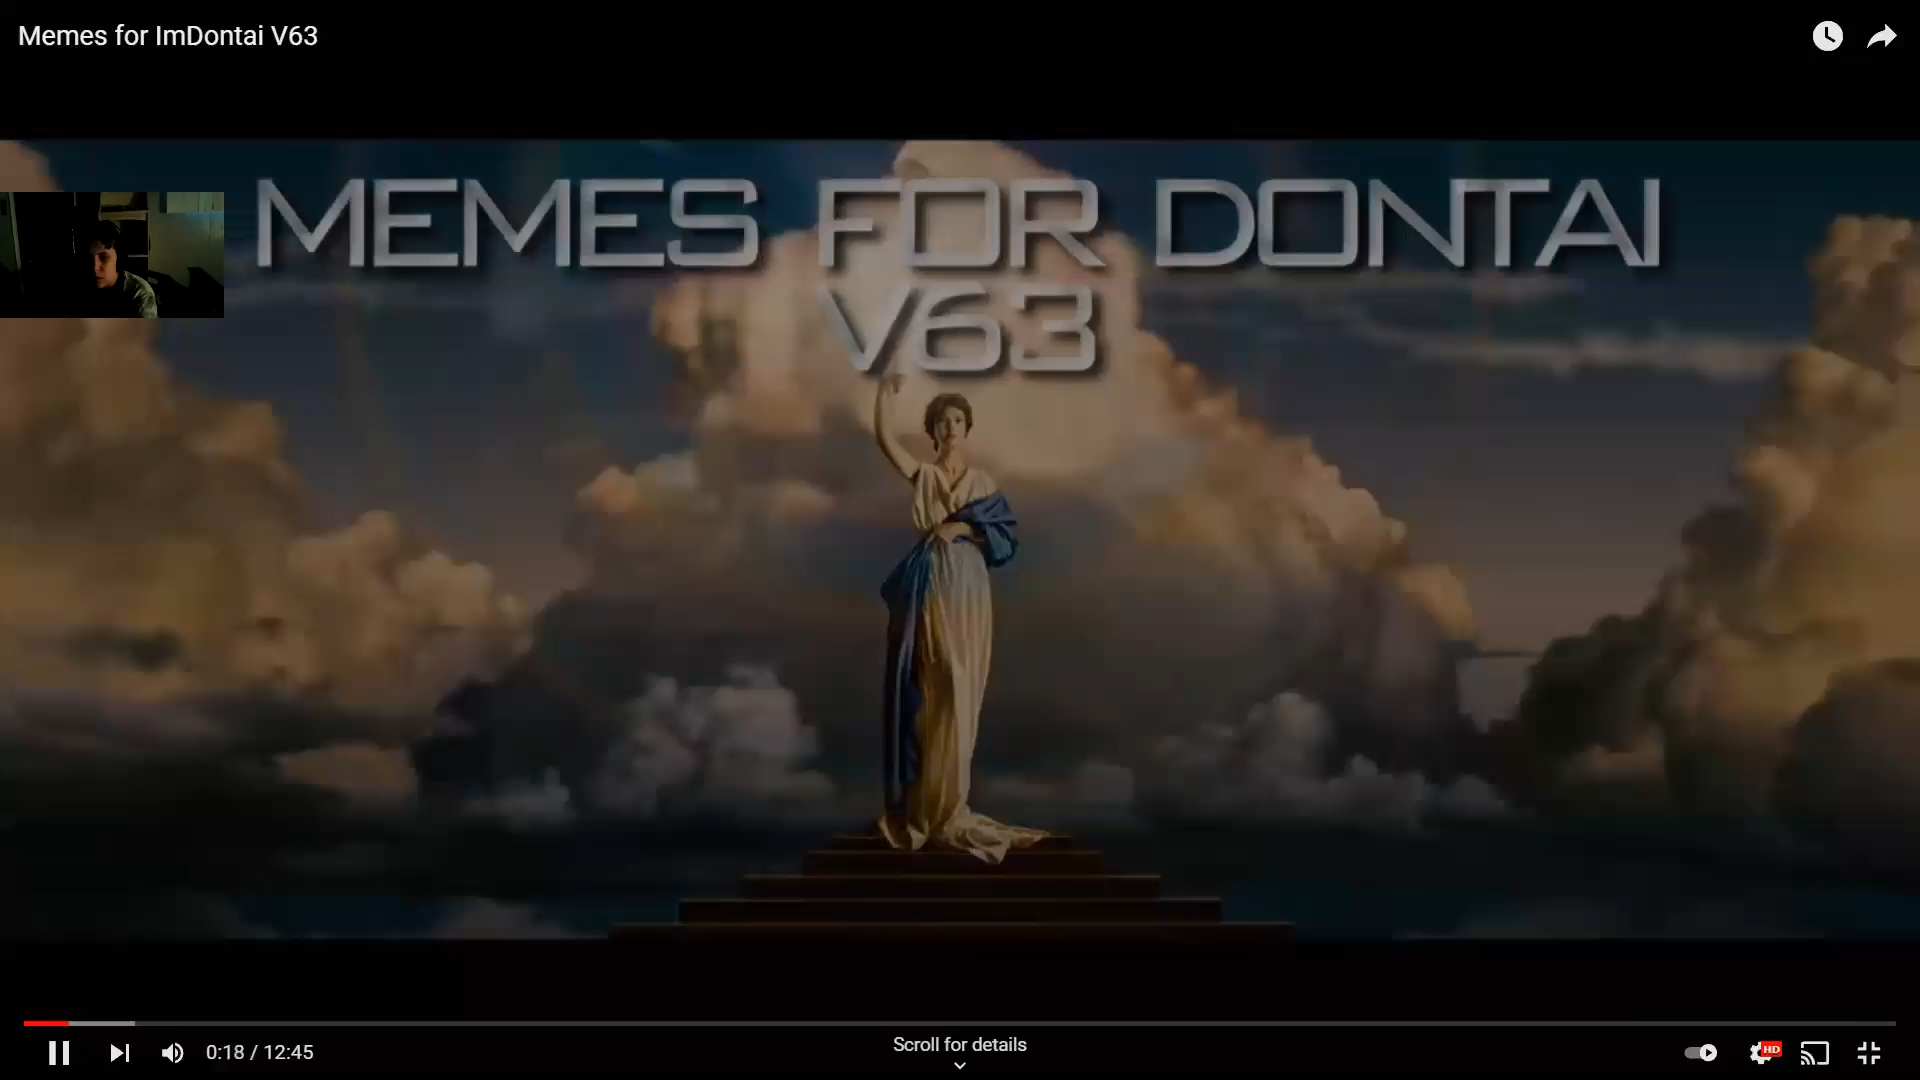 Memes for ImDontai V63
MEMES FOR DONTAI
V63
0:18 / 12:45
Scroll for details
HD